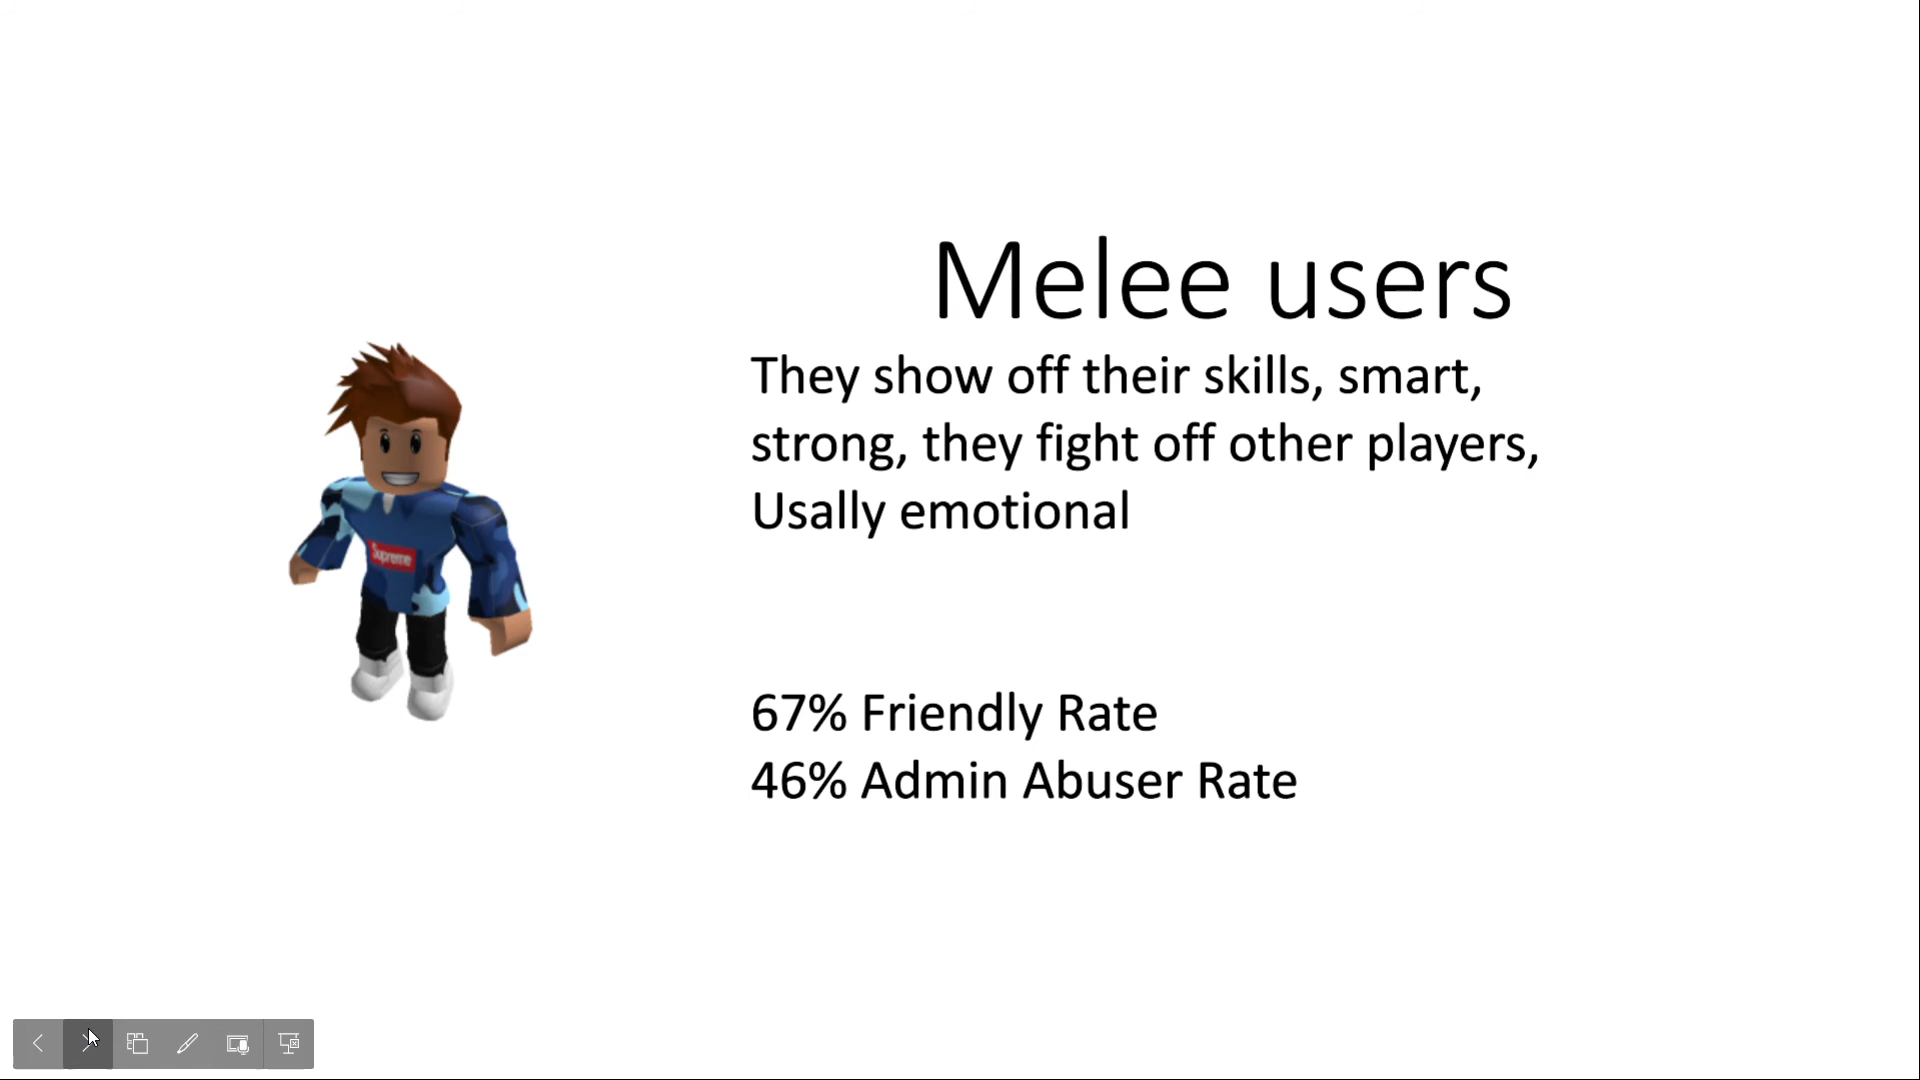 Melee users
They show off their skills, smart,
strong, they fight off other players,
Usally emotional
Supreme
67% Friendly Rate
46% Admin Abuser Rate